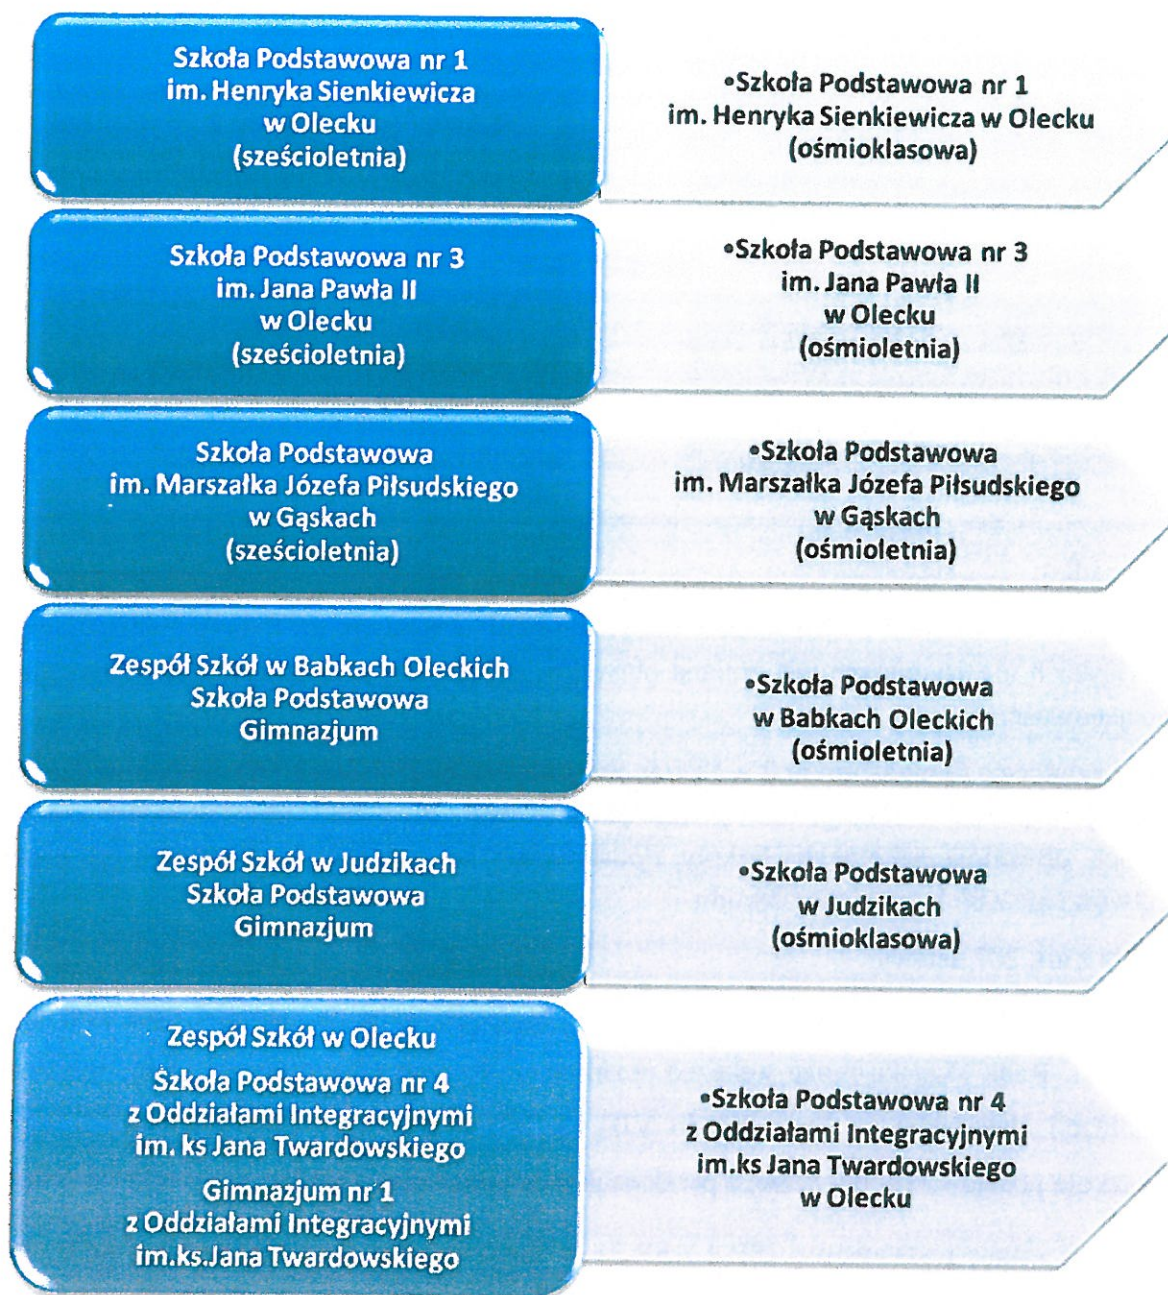 Szkoła Podstawowa nr 1
im. Henryka Sienkiewicza
w Olecku
(sześcioletnia)
•Szkoła Podstawowa nr 1
im. Henryka Sienkiewicza w Olecku
(ośmioklasowa)
Szkoła Podstawowa nr 3
im. Jana Pawła II
w Olecku
(sześcioletnia)
•Szkoła Podstawowa nr 3
im. Jana Pawła II
w Olecku
(ośmioletnia)
Szkoła Podstawowa
im. Marszałka Józefa Piłsudskiego
w Gąskach
(sześcioletnia)
•Szkoła Podstawowa
im. Marszałka Józefa Piłsudskiego
w Gąskach
(ośmioletnia)
Zespół Szkół w Babkach Oleckich
Szkoła Podstawowa
Gimnazjum
•Szkoła Podstawowa
w Babkach Oleckich
(ośmioletnia)
Zespół Szkół w Judzikach
Szkoła Podstawowa
Gimnazjum
•Szkoła Podstawowa
w Judzikach
(ośmioklasowa)
Zespół Szkół w Olecku
Szkoła Podstawowa nr 4
z Oddziałami Integracyjnymi
im. ks Jana Twardowskiego
Gimnazjum nr 1
z Oddziałami Integracyjnymi
im.ks.Jana Twardowskiego
•Szkoła Podstawowa nr 4
z Oddziałami Integracyjnymi
im.ks Jana Twardowskiego
w Olecku